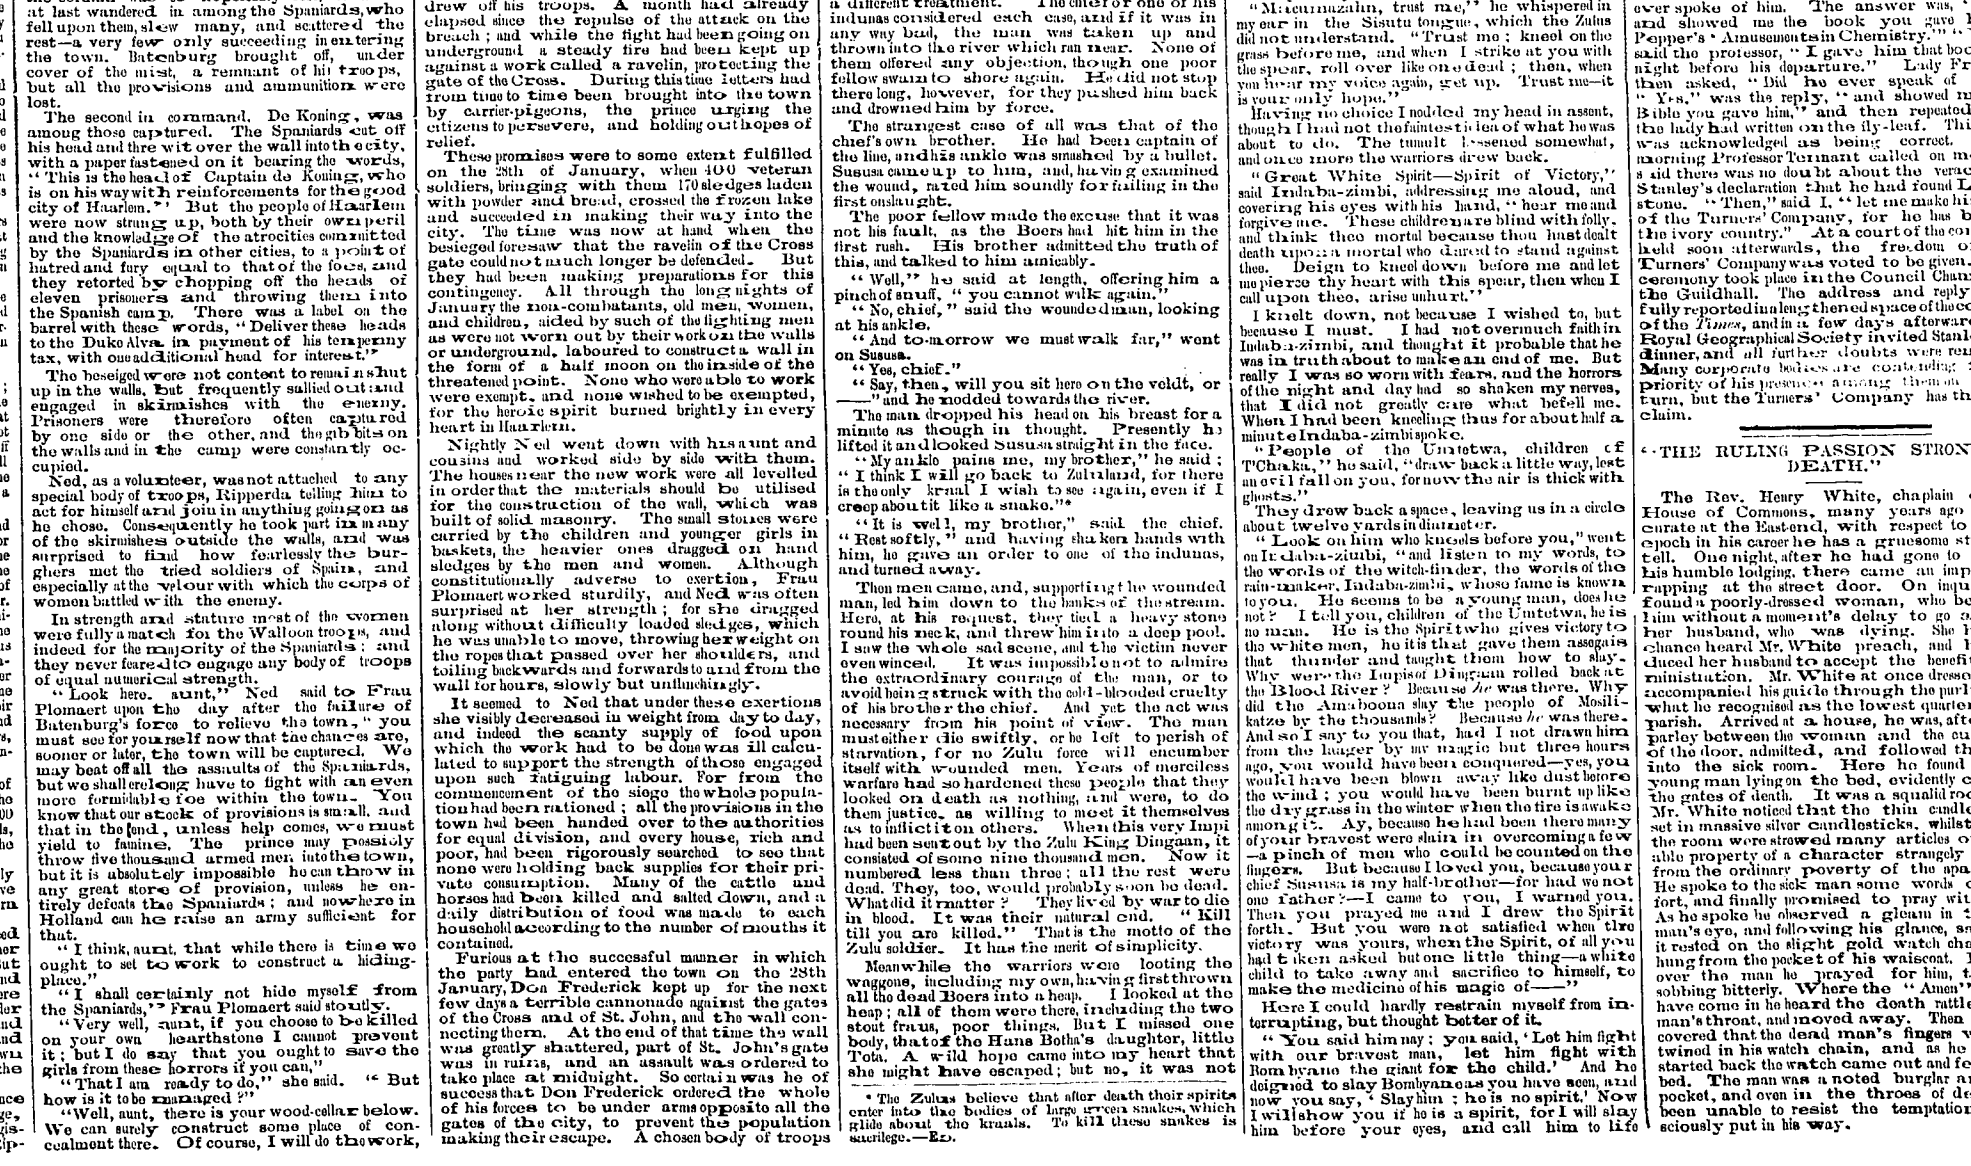 at last wandered in among the Spaniards, who
fell upon them, slew many, and scattered the
rest—a very few only succeeding in entering
the town. Batenburg brought off, under
cover of the mist, a remnant of his troops,
but all the provisions and ammunition were
lost.
The second in command. De Koning, was
among those captured. The Spaniards cut off
his head and threw it over the wall into the city,
with a paper fastened on it bearing the words,
"This is the head of Captain de Koning, who
is on his way with reinforcements for the good
city of Haarlem." But the people of Haarlem
were now strung up, both by their own peril
and the knowledge of the atrocities committed
by the Spaniards in other cities, to a point of
hatred and fury equal to that of the foes, and
they retorted by chopping off the heads of
eleven prisoners and throwing them into
the Spanish camp. There was a label on the
barrel with these words, "Deliver these heads
to the Duke Alva in payment of his tenpenny
tax, with one additional head for interest."
The beseiged were not content to remain shut
up in the walls, but frequently sallied out and
engaged in skirmishes with the enemy.
Prisoners were therefore often captured
by one side or the other, and the gibbits on
the walls and in the camp were constantly oc-
cupied.
Ned, as a volunteer, was not attached to any
special body of troops, Ripperda telling him to
act for himself and join in anything going on as
he chose. Consequently he took part in many
of the skirmishes outside the walls, and was
surprised to find how fearlessly the bur-
ghers met the tried soldiers of Spain, and
especially at the velour with which the corps of
women battled with the enemy.
In strength and stature most of the women
were fully a match for the Walloon troops, and
indeed for the majority of the Spaniards; and
they never feared to engage any body of troops
of equal numerical strength.
"Look here. aunt," Ned said to Frau
Plomaert upon the day after the failure of
Batenburg's force to relieve the town, "you
must see for yourself now that the chances are,
sooner or later, the town will be captured. We
may beat off all the assaults of the Spaniards,
but we shall erelong have to fight with an even
more formidable foe within the town. You
know that our stock of provisions is small, and
that in the end, unless help comes, we must
yield to famine. The prince may possibly
throw five thousand armed men into the town,
but it is absolutely impossible he can throw in
any great store of provision, unless he en-
tirely defeats the Spaniards; and nowhere in
Holland can he raise an army sufficient for
that.
"I think, aunt, that while there is time we
ought to set to work to construct a hiding-
place."
"I shall certainly not hide myself from
the Spaniards," Frau Plomaert said stoutly.
"Very well, aunt, if you choose to be killed
on your own hearthstone I cannot prevent
it; but I do say that you ought to save the
girls from these horrors if you can,"
"That I am ready to do," she said. "But
how is it to be managed?"
"Well, aunt, there is your wood-cellar below.
We can surely construct some place of con-
cealment there. Of course, I will do the work,
drew off his troops. A month had already
elapsed since the repulse of the attack on the
breach; and while the fight had been going on
underground a steady fire had been kept up
against a work called a ravelin, protecting the
gate of the Cross. During this time letters had
from time to time been brought into the town
by carrier-pigeons, the prince urging the
citizens to persevere, and holding out hopes of
relief.
These promises were to some extent fulfilled
on the 28th of January, when 400 veteran
soldiers, bringing with them 170 sledges laden
with powder and bread, crossed the frozen lake
and succeeded in making their way into the
city. The time was now at hand when the
besieged foresaw that the ravelin of the Cross
gate could not much longer be defended. But
they had been making preparations for this
contingency. All through the long nights of
January the non-combatants, old men, women,
and children, aided by such of the fighting men
as were not worn out by their work on the walls
or underground, laboured to construct a wall in
the form of a half moon on the inside of the
threatened point. None who were able to work
were exempt, and none wished to be exempted,
for the heroic spirit burned brightly in every
heart in Haarlem.
Nightly Ned went down with his aunt and
cousins and worked side by side with them.
The houses near the new work were all levelled
in order that the materials should be utilised
for the construction of the wall, which was
built of solid masonry. The small stones were
carried by the children and younger girls in
baskets, the heavier ones dragged on hand
sledges by the men and women. Although
constitutionally adverse to exertion, Frau
Plomaert worked sturdily, and Ned was often
surprised at her strength; for she dragged
along without difficulty loaded sledges, which
he was unable to move, throwing her weight on
the ropes that passed over her shoulders, and
toiling backwards and forwards to and from the
wall for hours, slowly but unflinchingly.
It seemed to Ned that under these exertions
she visibly decreased in weight from day to day,
and indeed the scanty supply of food upon
which the work had to be done was ill calcu-
lated to support the strength of those engaged
upon such fatiguing labour. For from the
commencement of the siege the whole popula-
tion had been rationed; all the provisions in the
town had been handed over to the authorities
for equal division, and every house, rich and
poor, had been rigorously searched to see that
none were holding back supplies for their pri-
vate consumption. Many of the cattle and
horses had been killed and salted down, and a
daily distribution of food was made to each
household according to the number of mouths it
contained.
Furious at the successful manner in which
the party had entered the town on the 28th
January, Don Frederick kept up for the next
few days a terrible cannonade against the gates
of the Cross and of St. John, and the wall con-
necting them. At the end of that time the wall
was greatly shattered, part of St. John's gate
was in ruins, and an assault was ordered to
take place at midnight. So certain was he of
success that Don Frederick ordered the whole
of his forces to be under arms opposite all the
gates of the city, to prevent the population
making their escape. A chosen body of troops
a different treatment. The chief or one of his
indunas considered each case, and if it was in
any way bad, the man was taken up and
thrown into the river which ran near. None of
them offered any objection, though one poor
fellow swam to shore again. He did not stop
there long, however, for they pushed him back
and drowned him by force.
The strangest case of all was that of the
chief's own brother. He had been captain of
the line, and his ankle was smashed by a bullet.
Sususa came up to him, and, having examined
the wound, rated him soundly for failing in the
first onslaught.
The poor fellow made the excuse that it was
not his fault, as the Boers had hit him in the
first rush. His brother admitted the truth of
this, and talked to him amicably.
"Well," he said at length, offering him a
pinch of snuff, "you cannot walk again."
"No, chief," said the wounded man, looking
at his ankle.
"And to-morrow we must walk far," went
on Sususa.
"Yes, chief."
"Say, then, will you sit here on the veldt, or
——" and he nodded towards the river.
The man dropped his head on his breast for a
minute as though in thought. Presently he
lifted it and looked Sususa straight in the face.
"My ankle pains me, my brother," he said;
"I think I will go back to Zululand, for there
is the only kraal I wish to see again, even if I
creep about it like a snake."*
"It is well, my brother," said the chief.
"Rest softly," and having shaken hands with
him, he gave an order to one of the indunas,
and turned away.
Then men came, and, supporting the wounded
man, led him down to the banks of the stream.
Here, at his request, they tied a heavy stone
round his neck, and threw him into a deep pool.
I saw the whole sad scene, and the victim never
even winced. It was impossible not to admire
the extraordinary courage of the man, or to
avoid being struck with the cold-blooded cruelty
of his brother the chief. And yet the act was
necessary from his point of view. The man
must either die swiftly, or be left to perish of
starvation, for no Zulu force will encumber
itself with wounded men. Years of merciless
warfare had so hardened these people that they
looked on death as nothing, and were, to do
them justice, as willing to meet it themselves
as to inflict it on others. When this very Impi
had been sent out by the Zulu King Dingaan, it
consisted of some nine thousand men. Now it
numbered less than three; all the rest were
dead. They, too, would probably soon be dead.
What did it matter? They lived by war to die
in blood. It was their natural end. "Kill
till you are killed." That is the motto of the
Zulu soldier. It has the merit of simplicity.
Meanwhile the warriors were looting the
waggons, including my own, having first thrown
all the dead Boers into a heap. I looked at the
heap; all of them were there, including the two
stout fraus, poor things. But I missed one
body, that of the Hans Botha's daughter, little
Tota. A wild hope came into my heart that
she might have escaped; but no, it was not
* The Zulus believe that after death their spirits
enter into the bodies of large green snakes, which
glide about the kraals. To kill these snakes is
sacrilege.—ED.
"Macumazahn, trust me," he whispered in
my ear in the Sisutu tongue, which the Zulus
did not understand. "Trust me; kneel on the
grass before me, and when I strike at you with
the spear, roll over like one dead; then, when
you hear my voice again, get up. Trust me—it
is your only hope."
Having no choice I nodded my head in assent,
though I had not the faintest idea of what he was
about to do. The tumult lessened somewhat,
and once more the warriors drew back.
"Great White Spirit—Spirit of Victory,"
said Indaba-zimbi, addressing me aloud, and
covering his eyes with his hand, "hear me and
forgive me. These children are blind with folly,
and think thee mortal because thou hast dealt
death upon a mortal who dared to stand against
thee. Deign to kneel down before me and let
me pierce thy heart with this spear, then when I
call upon thee, arise unhurt."
I knelt down, not because I wished to, but
because I must. I had not overmuch faith in
Indaba-zimbi, and thought it probable that he
was in truth about to make an end of me. But
really I was so worn with fears, and the horrors
of the night and day had so shaken my nerves,
that I did not greatly care what befell me.
When I had been kneeling thus for about half a
minute Indaba-zimbi spoke.
"People of the Umtetwa, children of
T'Chaka," he said, "draw back a little way, lest
an evil fall on you, for now the air is thick with
ghosts."
They drew back a space, leaving us in a circle
about twelve yards in diameter.
"Look on him who kneels before you," went
on Indaba-zimbi, "and listen to my words, to
the words of the witch-finder, the words of the
rain-maker, Indaba-zimbi, whose fame is known
to you. He seems to be a young man, does he
not? I tell you, children of the Umtetwa, he is
no man. He is the Spirit who gives victory to
the white men, he it is that gave them assegais
that thunder and taught them how to slay.
Why were the Impis of Dingaan rolled back at
the Blood River? Because he was there. Why
did the Amaboona slay the people of Mosili-
katze by the thousands? Because he was there.
And so I say to you that, had I not drawn him
from the laager by my magic but three hours
ago, you would have been conquered—yes, you
would have been blown away like dust before
the wind; you would have been burnt up like
the dry grass in the winter when the fire is awake
among it. Ay, because he had been there many
of your bravest were slain in overcoming a few
—a pinch of men who could be counted on the
fingers. But because I loved you, because your
chief Sususa is my half-brother—for had we not
one father?—I came to you, I warned you.
Then you prayed me and I drew the Spirit
forth. But you were not satisfied when the
victory was yours, when the Spirit, of all you
had taken asked but one little thing—a white
child to take away and sacrifice to himself, to
make the medicine of his magic of——"
Here I could hardly restrain myself from in-
terrupting, but thought better of it.
"You said him nay; you said, 'Let him fight
with our bravest man, let him fight with
Bombyane the giant for the child.' And he
deigned to slay Bombyane as you have seen, and
now you say, 'Slay him; he is no spirit.' Now
I will show you if he is a spirit, for I will slay
him before your eyes, and call him to life
ever spoke of him. The answer was, '
and showed me the book you gave
Pepper's 'Amusements in Chemistry.'" "
said the professor, "I gave him that boo
night before his departure." Lady Fr
then asked, "Did he ever speak of
"Yes," was the reply, "and showed m
Bible you gave him," and then repeated
the lady had written on the fly-leaf. Thi
was acknowledged as being correct.
morning Professor Tennant called on m
said there was no doubt about the verac
Stanley's declaration that he had found L
stone. "Then," said I, "let me make hi
of the Turners' Company, for he has b
the ivory country." At a court of the co
held soon afterwards, the freedom o
Turners' Company was voted to be given.
ceremony took place in the Council Cham
the Guildhall. The address and reply
fully reported in a lengthened space of the co
of the Times, and in a few days afterward
Royal Geographical Society invited Stanl
dinner, and all further doubts were rem
Many corporate bodies are contending
priority of his presence among them on
turn, but the Turners' Company has th
claim.
"THE RULING PASSION STRON
DEATH."
The Rev. Henry White, chaplain
House of Commons, many years ago
curate at the East-end, with respect to
epoch in his career he has a gruesome st
tell. One night, after he had gone to
his humble lodging, there came an imp
rapping at the street door. On inqu
found a poorly-dressed woman, who be
him without a moment's delay to go
her husband, who was dying. She h
chance heard Mr. White preach, and
duced her husband to accept the benefi
ministration. Mr. White at once dresse
accompanied his guide through the purl
what he recognised as the lowest quarter
parish. Arrived at a house, he was, afte
parley between the woman and the cu
of the door, admitted, and followed th
into the sick room. Here he found
young man lying on the bed, evidently
the gates of death. It was a squalid roo
Mr. White noticed that the thin candle
set in massive silver candlesticks, whilst
the room were strowed many articles o
able property of a character strangely
from the ordinary poverty of the apa
He spoke to the sick man some words
fort, and finally promised to pray wit
As he spoke he observed a gleam in
man's eye, and following his glance, sa
it rested on the slight gold watch cha
hung from the pocket of his waiscoat.
over the man he prayed for him, t
sobbing bitterly. Where the "Amen"
have come in he heard the death rattle
man's throat, and moved away. Then
covered that the dead man's fingers
twined in his watch chain, and as he
started back the watch came out and fe
bed. The man was a noted burglar an
pocket, and even in the throes of de
been unable to resist the temptation
sciously put in his way.